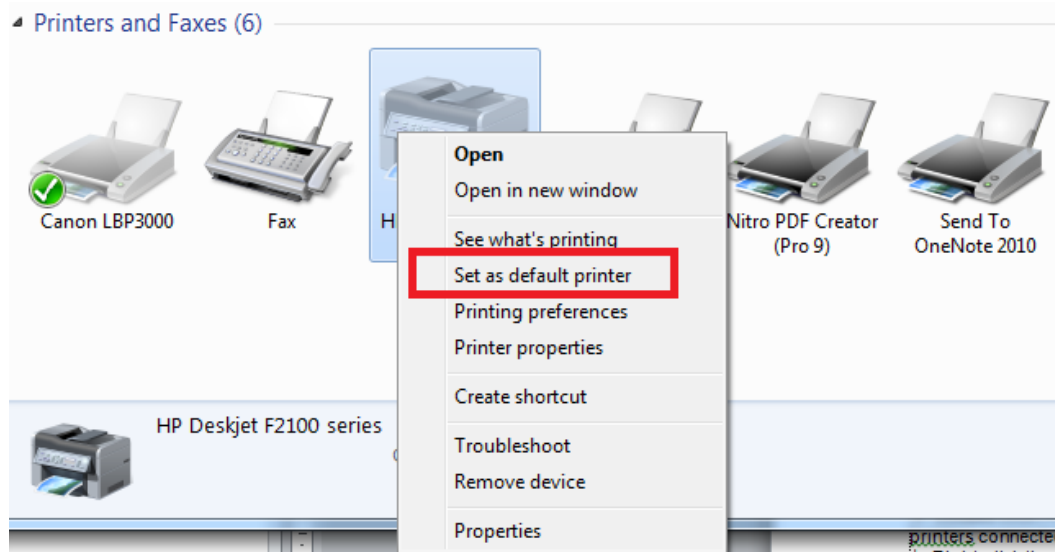 Printers and Faxes (6)
Canon LBP3000
Fax
H
Nitro PDF Creator
(Pro 9)
Send To
OneNote 2010
Open
Open in new window
See what's printing
Set as default printer
Printing preferences
Printer properties
Create shortcut
Troubleshoot
Remove device
Properties
HP Deskjet F2100 series
printers connecte